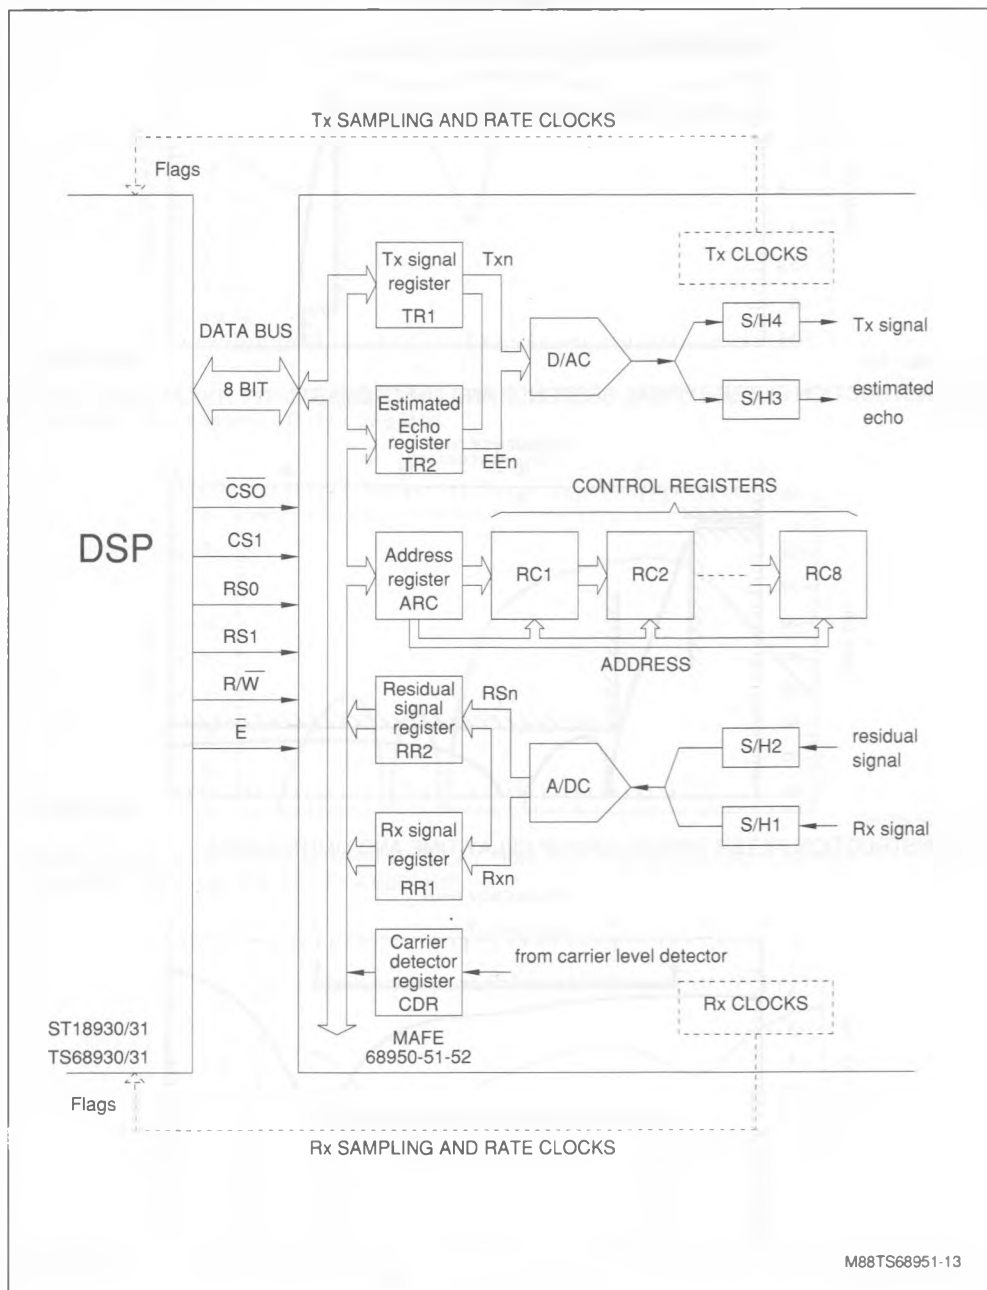 Tx SAMPLING AND RATE CLOCKS
Flags
Tx CLOCKS
Tx signal
register
TR1
Txn
DATA BUS
8 BIT
D/AC
S/H4
Tx signal
S/H3
estimated
echo
Estimated
Echo
register
TR2
EEn
CONTROL REGISTERS
DSP
CSO
CS1
RS0
RS1
R/W
E
Address
register
ARC
RC1
RC2
RC8
ADDRESS
Residual
signal
register
RR2
RSn
A/DC
S/H2
residual
signal
S/H1
Rx signal
Rx signal
register
RR1
Rxn
Carrier
detector
register
CDR
from carrier level detector
Rx CLOCKS
ST18930/31
TS68930/31
MAFE
68950-51-52
Flags
Rx SAMPLING AND RATE CLOCKS
M88TS68951-13